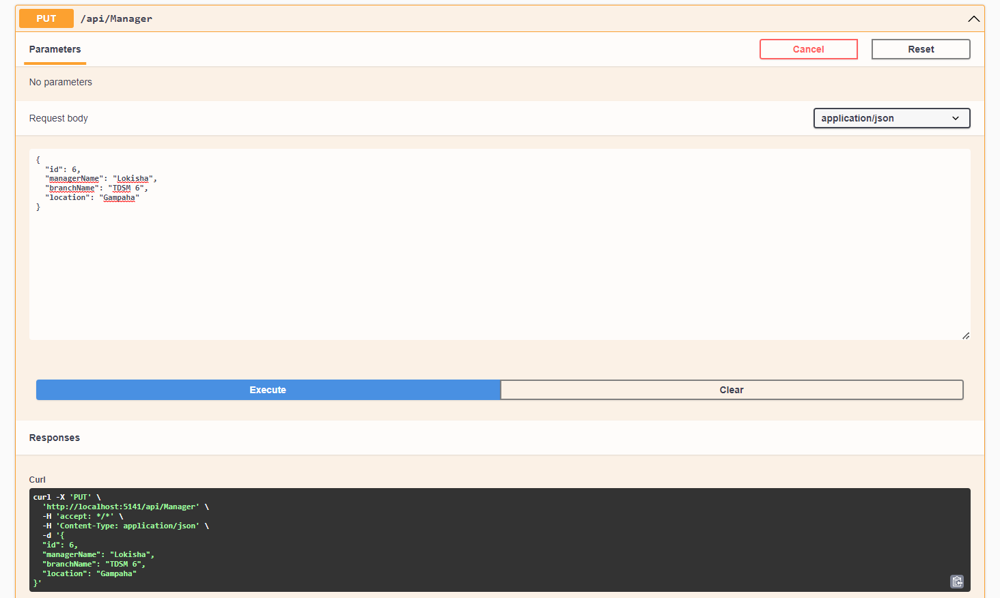 PUT /api/Manager
Parameters
Cancel
Reset
No parameters
Request body
application/json
{
  "id": 6,
  "managerName": "Lokisha",
  "branchName": "TDSM 6",
  "location": "Gampaha"
}
Execute
Clear
Responses
Curl
curl -X 'PUT' \
  'http://localhost:5141/api/Manager' \
  -H 'accept: */*' \
  -H 'Content-Type: application/json' \
  -d '{
  "id": 6,
  "managerName": "Lokisha",
  "branchName": "TDSM 6",
  "location": "Gampaha"
}'